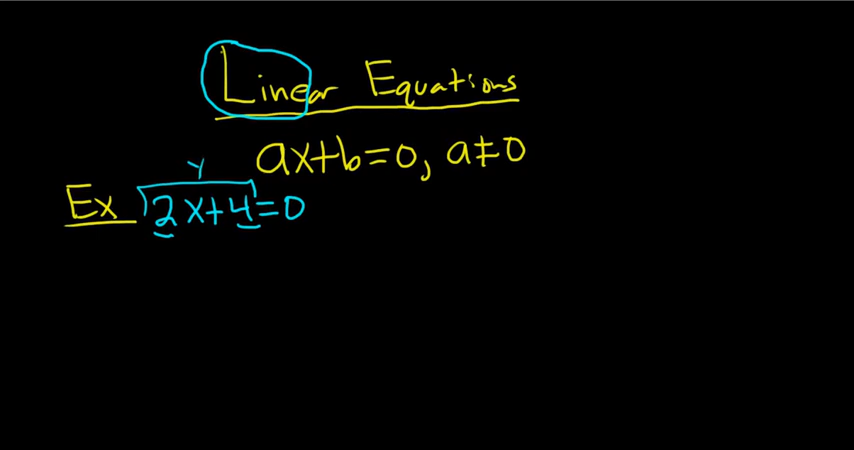 Linear Equations
ax+b=0, a≠0
y
Ex 2x+4=0